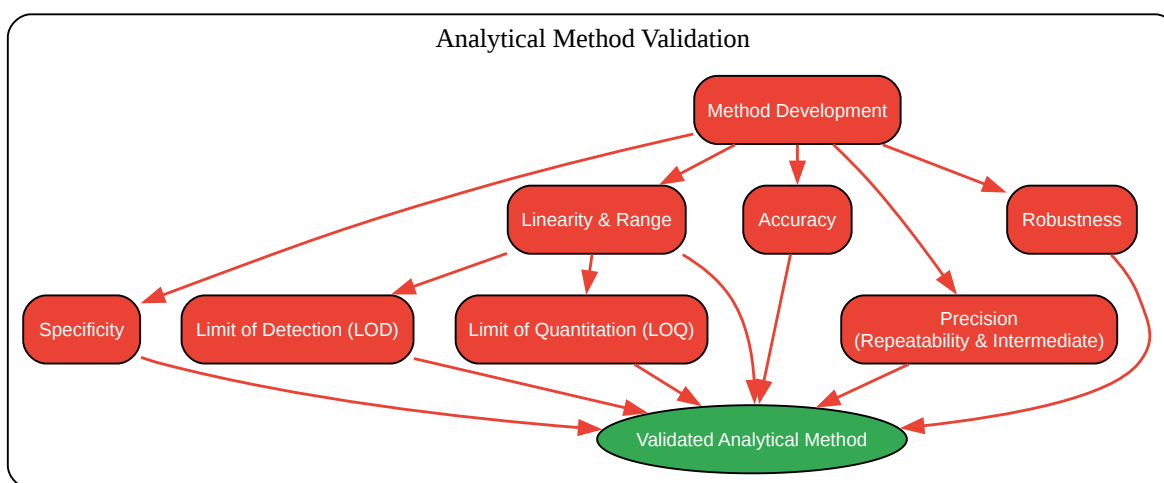 Analytical Method Validation
Method Development
Linearity & Range
Accuracy
Robustness
Specificity
Limit of Detection (LOD)
Limit of Quantitation (LOQ)
Precision
(Repeatability & Intermediate)
Validated Analytical Method